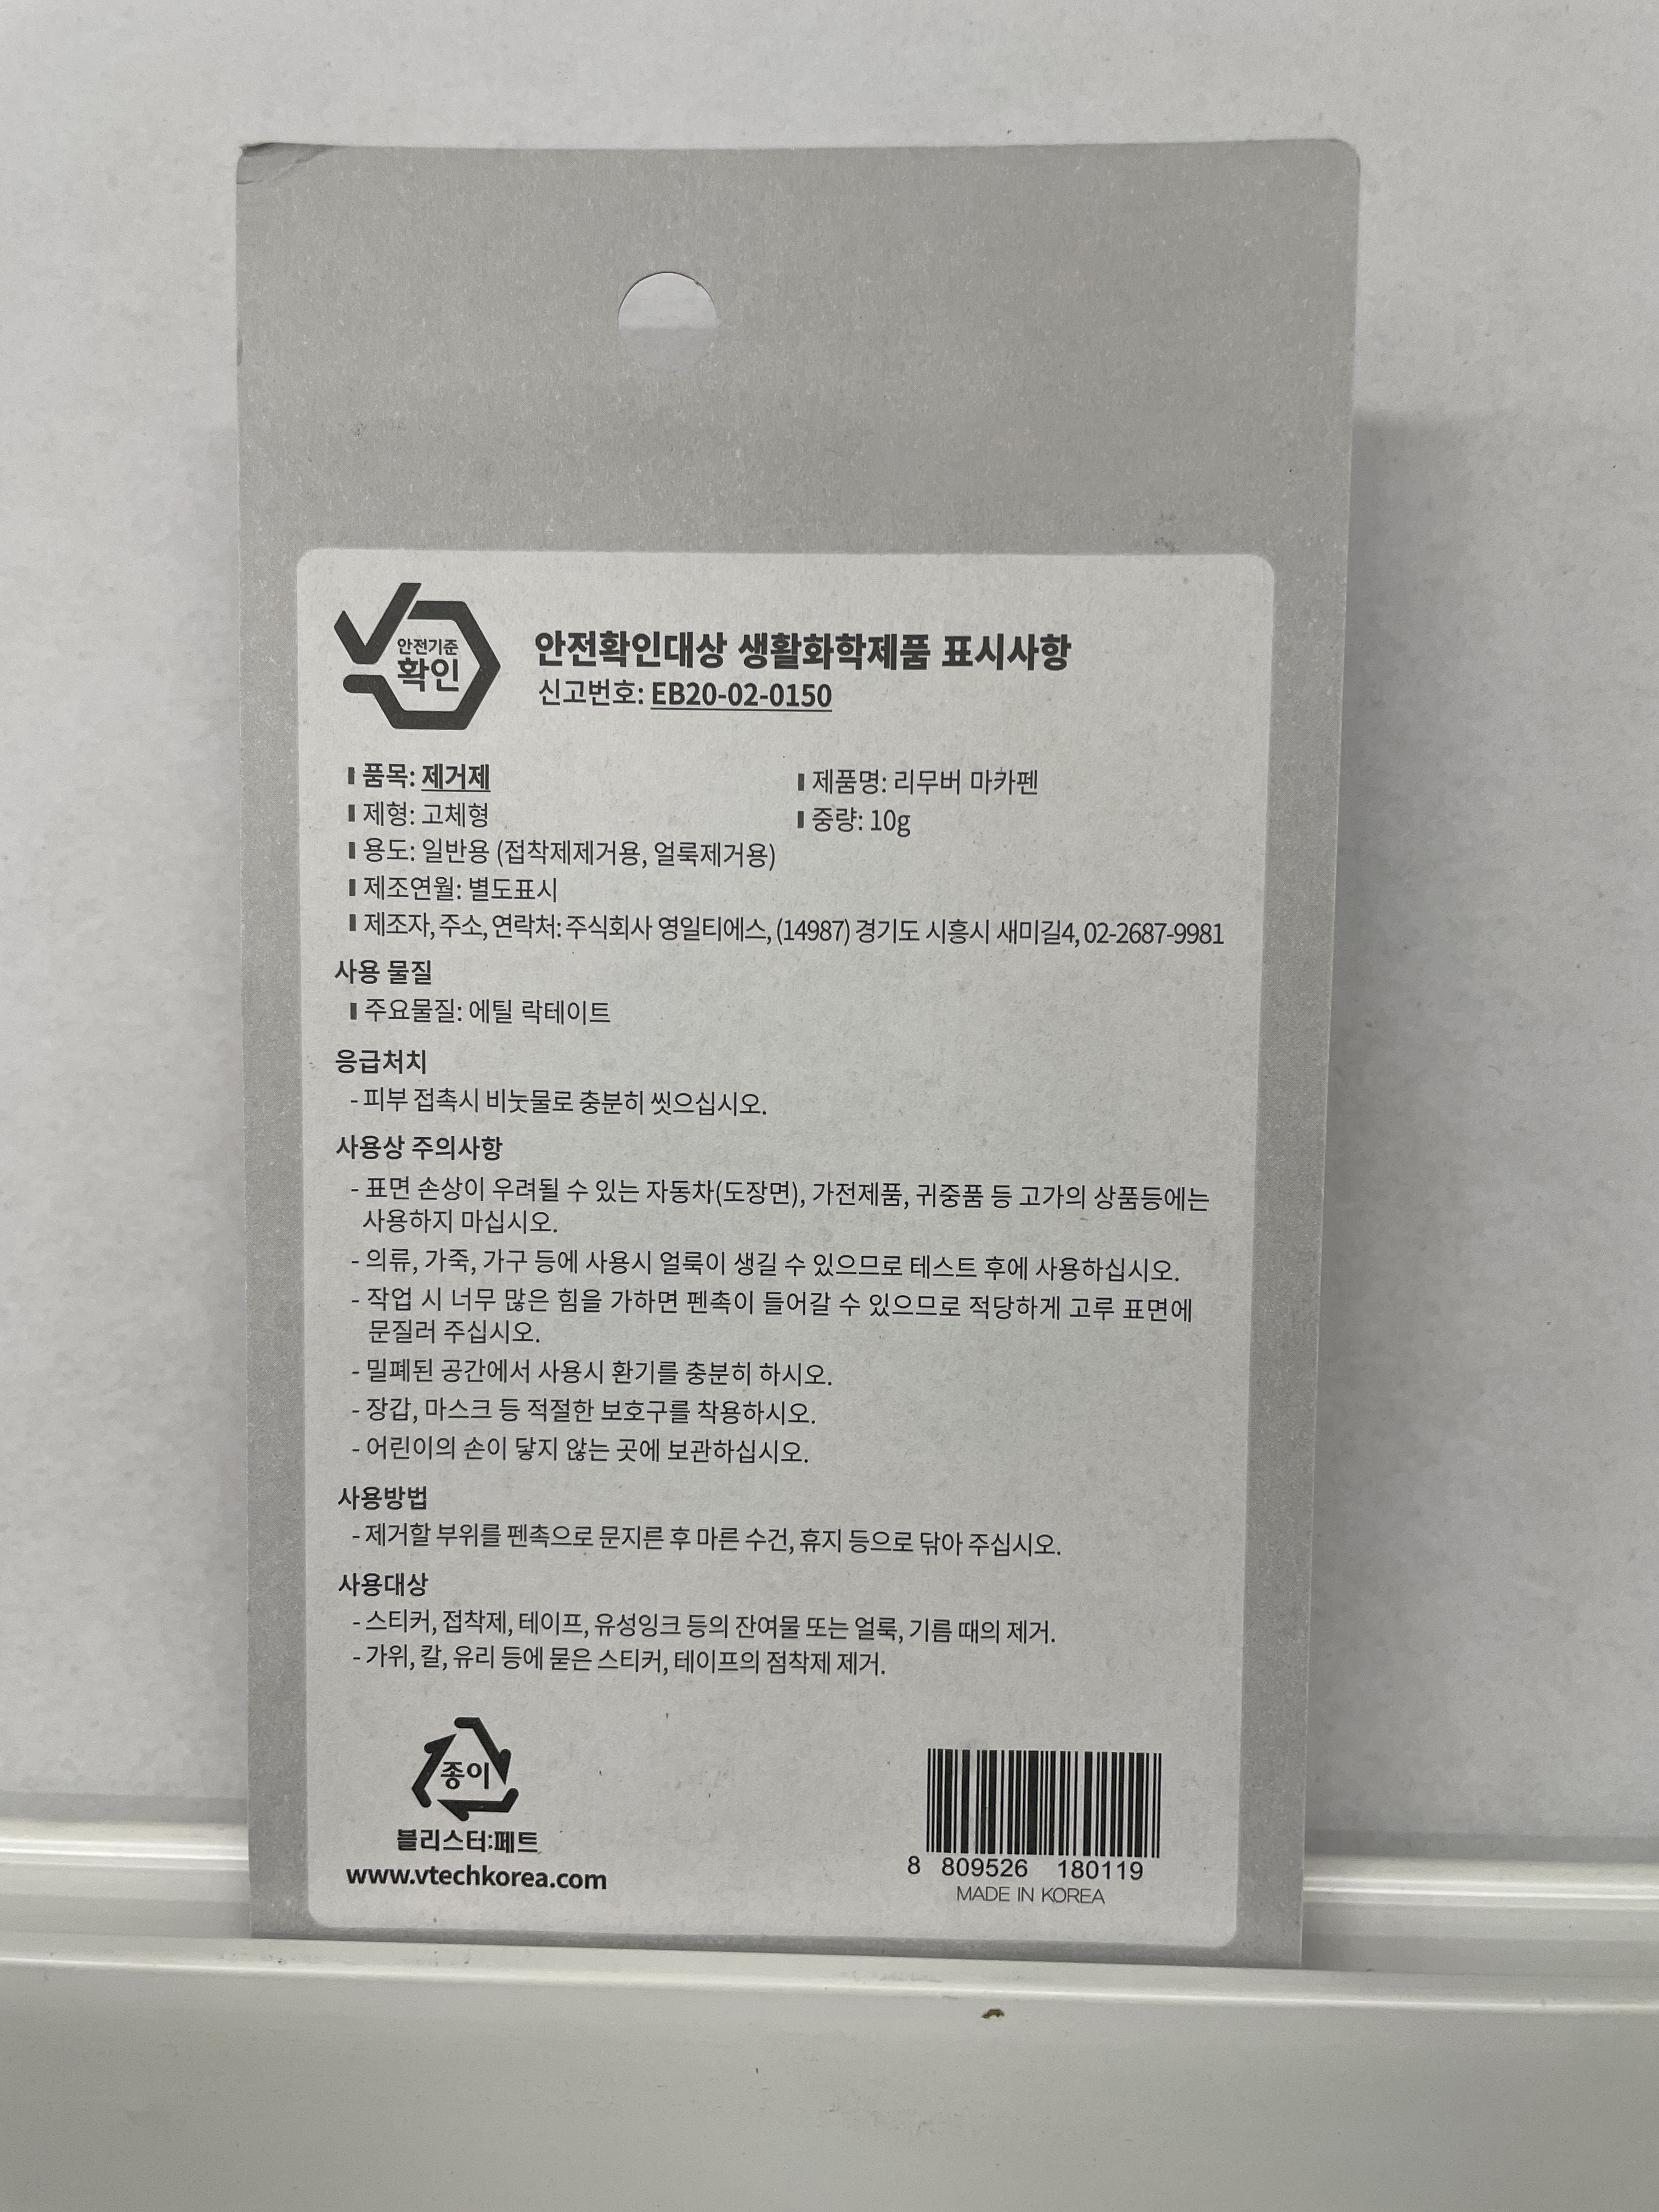 안전기준
확인
안전확인대상 생활화학제품 표시사항
신고번호: EB20-02-0150
품목: 제거제
제품명: 리무버 마카펜
제형: 고체형
중량: 10g
용도: 일반용 (접착제제거용, 얼룩제거용)
제조연월: 별도표시
제조자, 주소, 연락처: 주식회사 영일티에스, (14987) 경기도 시흥시 새미길4, 02-2687-9981
사용 물질
주요물질: 에틸 락테이트
응급처치
- 피부 접촉시 비눗물로 충분히 씻으십시오.
사용상 주의사항
- 표면 손상이 우려될 수 있는 자동차(도장면), 가전제품, 귀중품 등 고가의 상품등에는
사용하지 마십시오.
- 의류, 가죽, 가구 등에 사용시 얼룩이 생길 수 있으므로 테스트 후에 사용하십시오.
- 작업 시 너무 많은 힘을 가하면 펜촉이 들어갈 수 있으므로 적당하게 고루 표면에
문질러 주십시오.
- 밀폐된 공간에서 사용시 환기를 충분히 하시오.
- 장갑, 마스크 등 적절한 보호구를 착용하시오.
- 어린이의 손이 닿지 않는 곳에 보관하십시오.
사용방법
- 제거할 부위를 펜촉으로 문지른 후 마른 수건, 휴지 등으로 닦아 주십시오.
사용대상
- 스티커, 접착제, 테이프, 유성잉크 등의 잔여물 또는 얼룩, 기름 때의 제거.
- 가위, 칼, 유리 등에 묻은 스티커, 테이프의 점착제 제거.
종이
블리스터:페트
www.vtechkorea.com
8 809526 180119
MADE IN KOREA